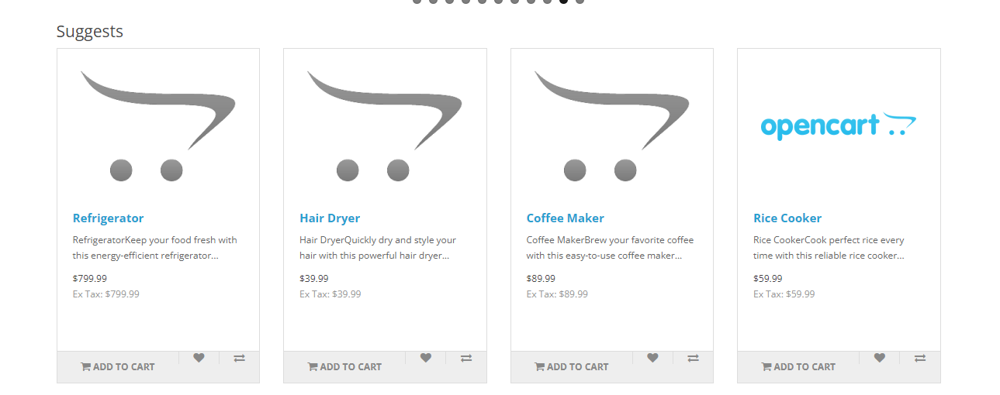 Suggests
opencart
Refrigerator
RefrigeratorKeep your food fresh with
this energy-efficient refrigerator...
$799.99
Ex Tax: $799.99
ADD TO CART
Hair Dryer
Hair DryerQuickly dry and style your
hair with this powerful hair dryer...
$39.99
Ex Tax: $39.99
ADD TO CART
Coffee Maker
Coffee MakerBrew your favorite coffee
with this easy-to-use coffee maker...
$89.99
Ex Tax: $89.99
ADD TO CART
Rice Cooker
Rice CookerCook perfect rice every
time with this reliable rice cooker...
$59.99
Ex Tax: $59.99
ADD TO CART